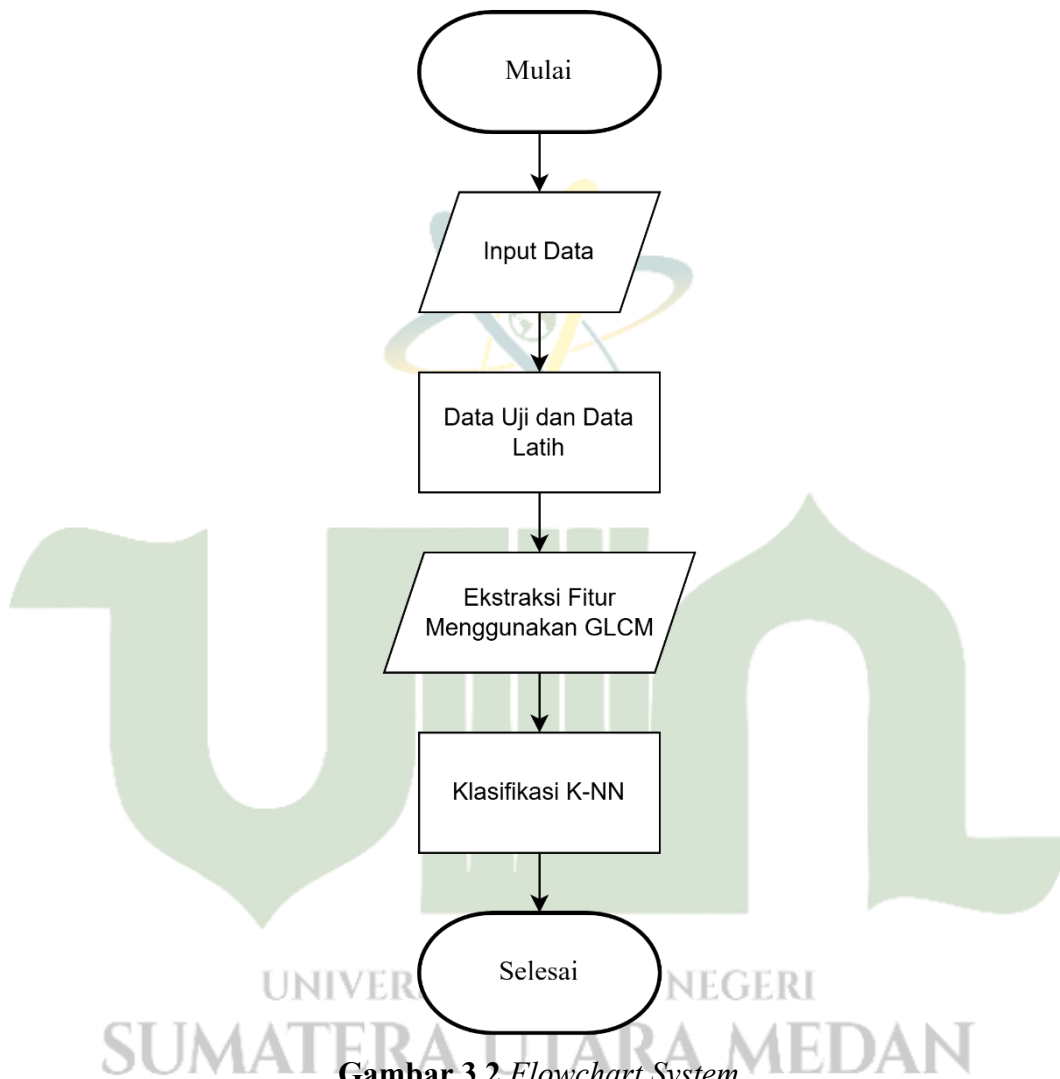 Mulai
Input Data
Data Uji dan Data
Latih
Ekstraksi Fitur
Menggunakan GLCM
Klasifikasi K-NN
Selesai
NEGERI
SUMATERA UTARA MEDAN
Gambar 3.2 Flowchart System